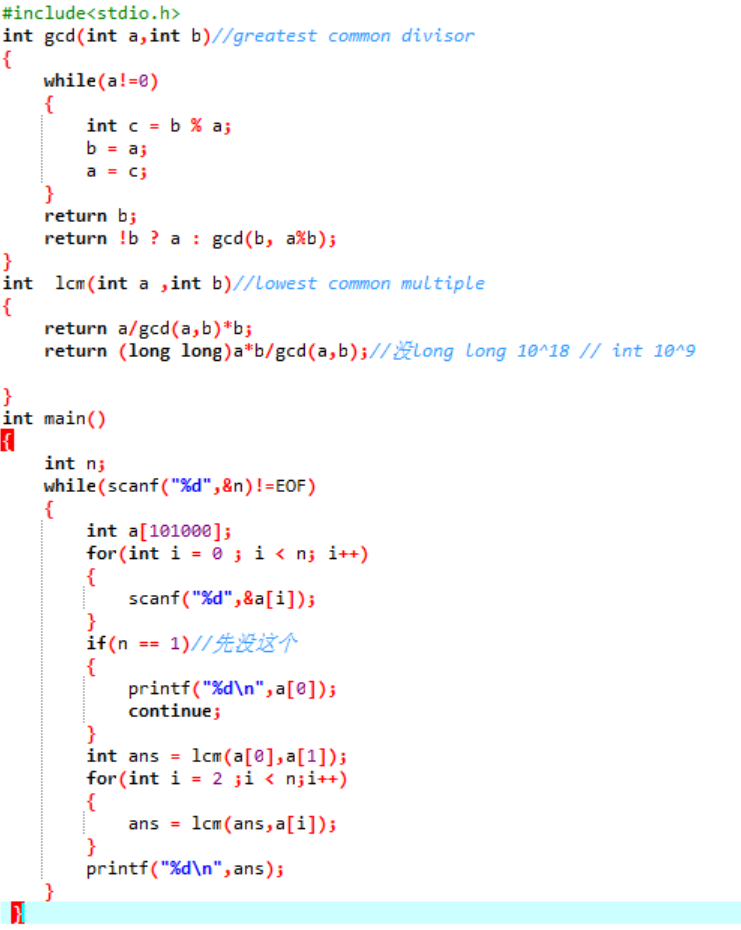 #include<stdio.h>
int gcd(int a,int b)//greatest common divisor
{
    while(a!=0)
    {
        int c = b % a;
        b = a;
        a = c;
    }
    return b;
    return !b ? a : gcd(b, a%b);
}
int  lcm(int a ,int b)//lowest common multiple
{
    return a/gcd(a,b)*b;
    return (long long)a*b/gcd(a,b);//没long long 10^18 // int 10^9

}
int main()
{
    int n;
    while(scanf("%d",&n)!=EOF)
    {
        int a[101000];
        for(int i = 0 ; i < n; i++)
        {
            scanf("%d",&a[i]);
        }
        if(n == 1)//先没这个
        {
            printf("%d\n",a[0]);
            continue;
        }
        int ans = lcm(a[0],a[1]);
        for(int i = 2 ;i < n;i++)
        {
            ans = lcm(ans,a[i]);
        }
        printf("%d\n",ans);
    }
}